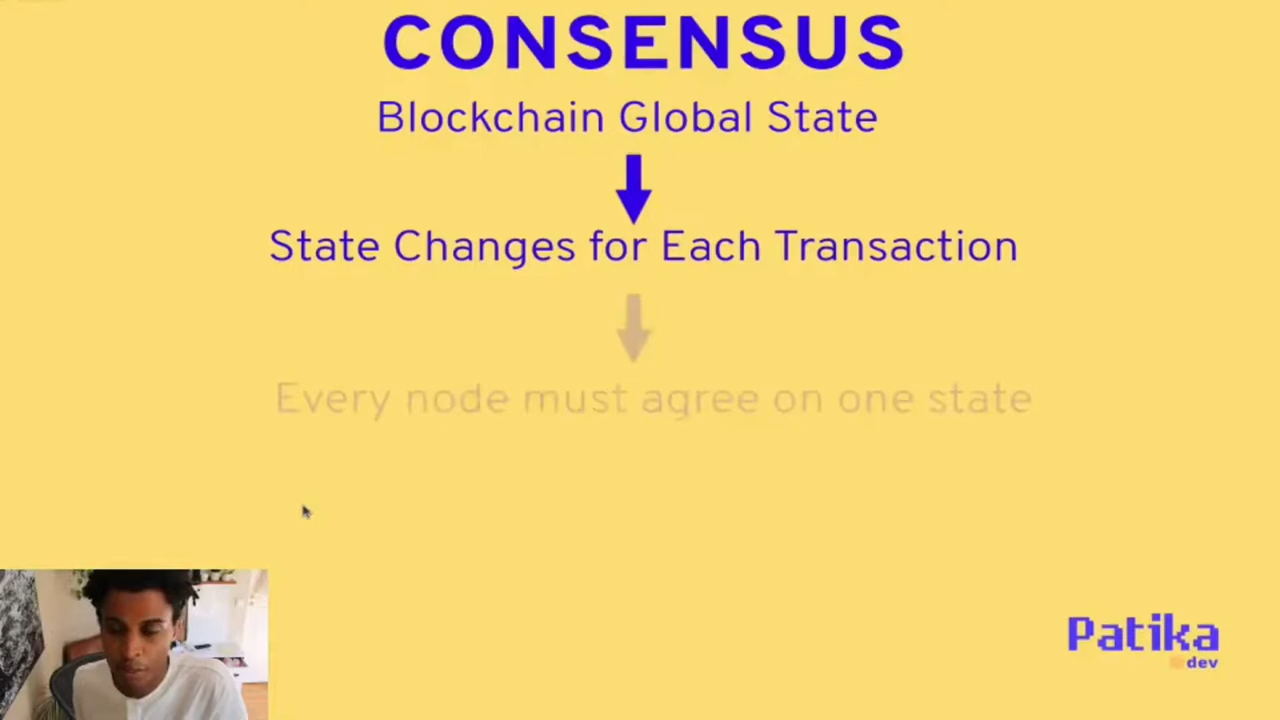 CONSENSUS
Blockchain Global State
State Changes for Each Transaction
Every node must agree on one state
Patika
dev